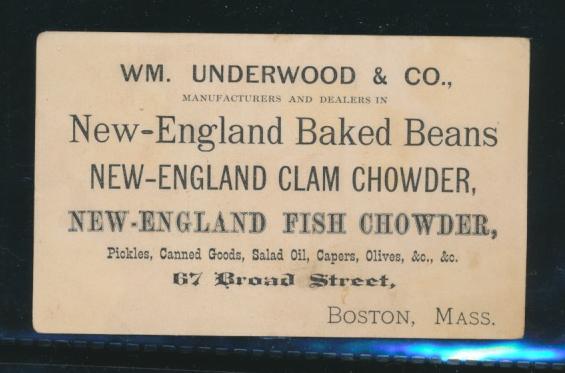 WM. UNDERWOOD & CO.,
MANUFACTURERS AND DEALERS IN
New-England Baked Beans
NEW-ENGLAND CLAM CHOWDER,
NEW-ENGLAND FISH CHOWDER,
Pickles, Canned Goods, Salad Oil, Capers, Olives, &c., &c.
67 Broad Street,
BOSTON, MASS.